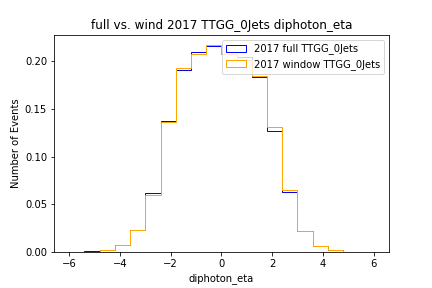 full vs. wind 2017 TTGG_0Jets diphoton_eta
2017 full TTGG_0Jets
2017 window TTGG_0Jets
Number of Events
0.20
0.15
0.10
0.05
0.00
−6 −4 −2 0 2 4 6
diphoton_eta